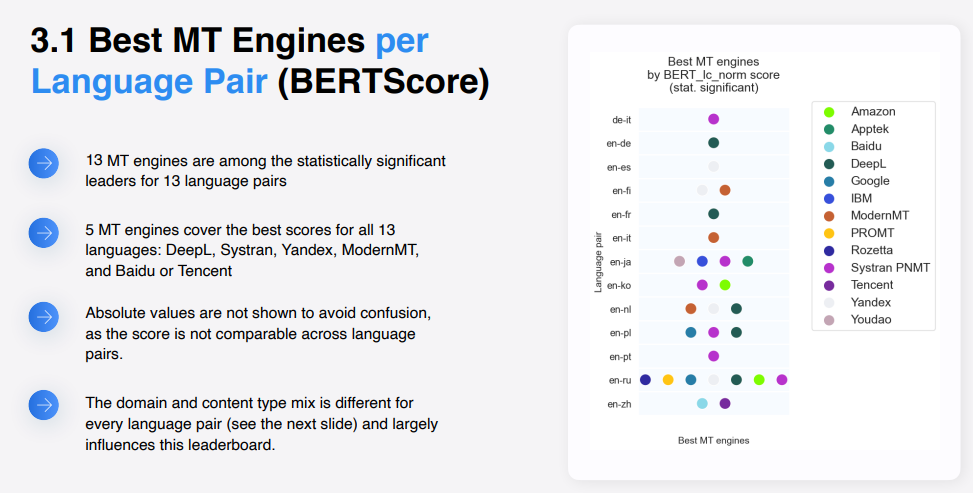 3.1 Best MT Engines per
Language Pair (BERTScore)
13 MT engines are among the statistically significant
leaders for 13 language pairs
5 MT engines cover the best scores for all 13
languages: DeepL, Systran, Yandex, ModernMT,
and Baidu or Tencent
Absolute values are not shown to avoid confusion,
as the score is not comparable across language
pairs.
The domain and content type mix is different for
every language pair (see the next slide) and largely
influences this leaderboard.
Best MT engines
by BERT_lc_norm score
(stat. significant)
Language pair
de-it
en-de
en-es
en-fi
en-fr
en-it
en-ja
en-ko
en-nl
en-pl
en-pt
en-ru
en-zh
Best MT engines
Amazon
Apptek
Baidu
DeepL
Google
IBM
ModernMT
PROMT
Rozetta
Systran PNMT
Tencent
Yandex
Youdao